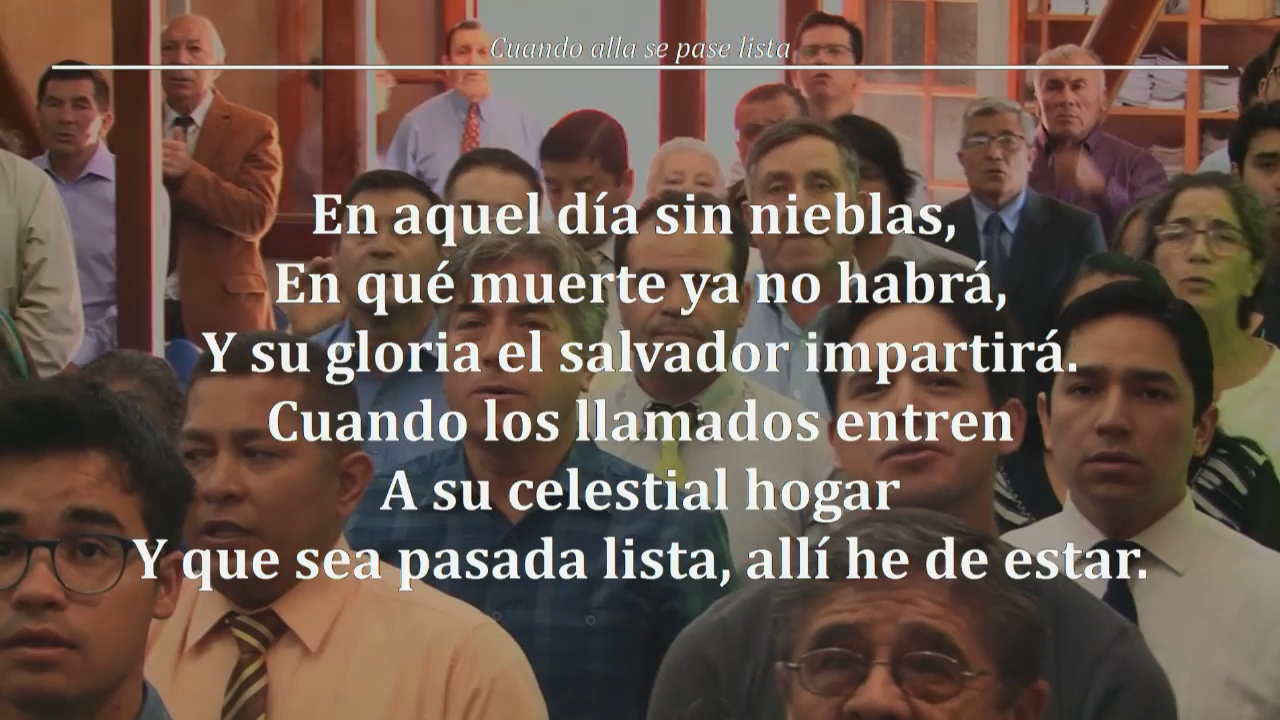 Cuando alla se pase lista
En aquel día sin nieblas,
En qué muerte ya no habrá,
Y su gloria el salvador impartirá.
Cuando los llamados entren
A su celestial hogar
Y que sea pasada lista, allí he de estar.